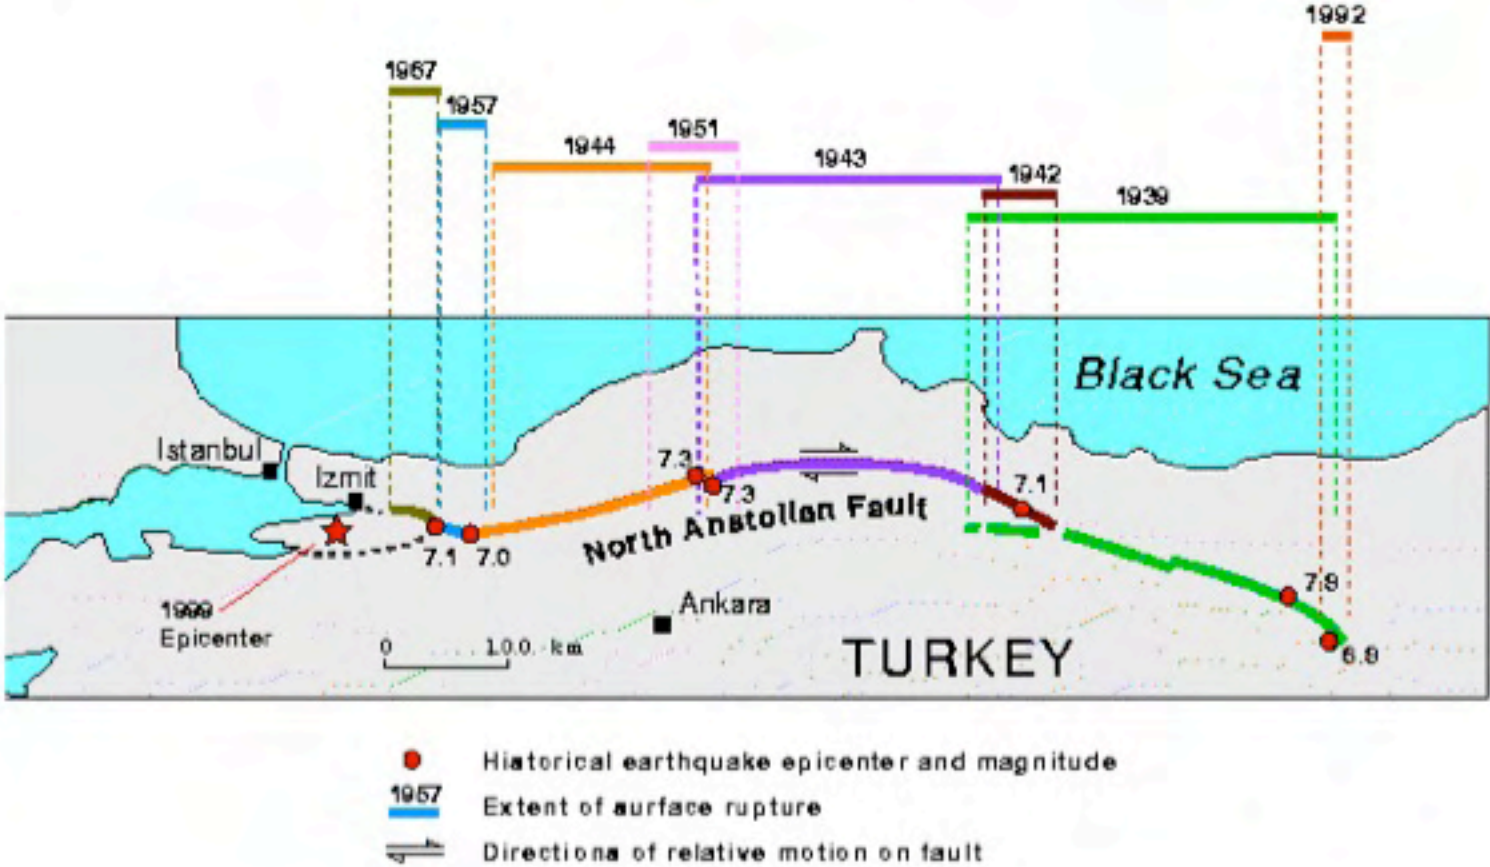 1992
1967
1957
1951
1944
1943
1942
1939
Black Sea
Istanbul
Izmit
7.3
7.3
7.1
North Anatolian Fault
7.1
7.0
7.9
1999
Epicenter
Ankara
0
100 km
TURKEY
6.9
Historical earthquake epicenter and magnitude
1957
Extent of surface rupture
Directions of relative motion on fault